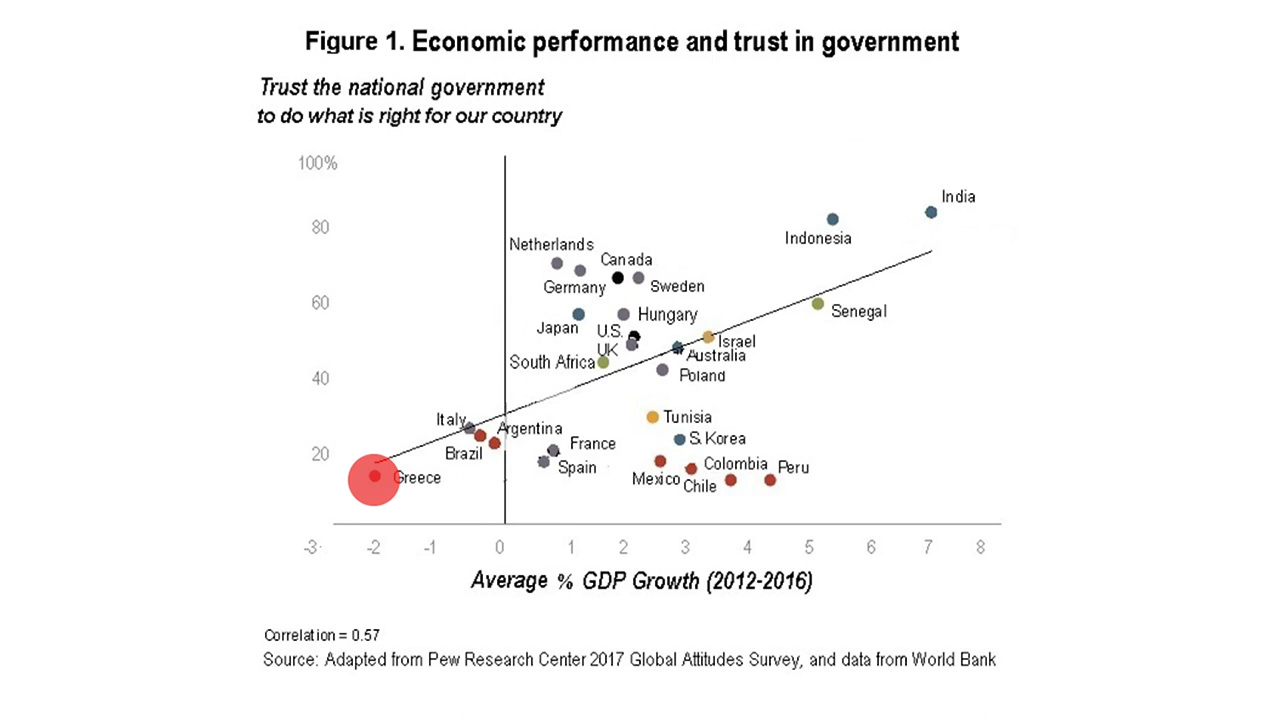 Figure 1. Economic performance and trust in government
Trust the national government
to do what is right for our country
100%
India
80
Indonesia
Netherlands
Canada
Germany
Sweden
60
Senegal
Hungary
Japan
U.S.
Israel
UK
Australia
South Africa
40
Poland
Italy
Tunisia
Argentina
S. Korea
France
20
Brazil
Spain
Colombia
Peru
Greece
Mexico
Chile
-3
-2
-1
0
1
2
3
4
5
6
7
8
Average % GDP Growth (2012-2016)
Correlation = 0.57
Source: Adapted from Pew Research Center 2017 Global Attitudes Survey, and data from World Bank